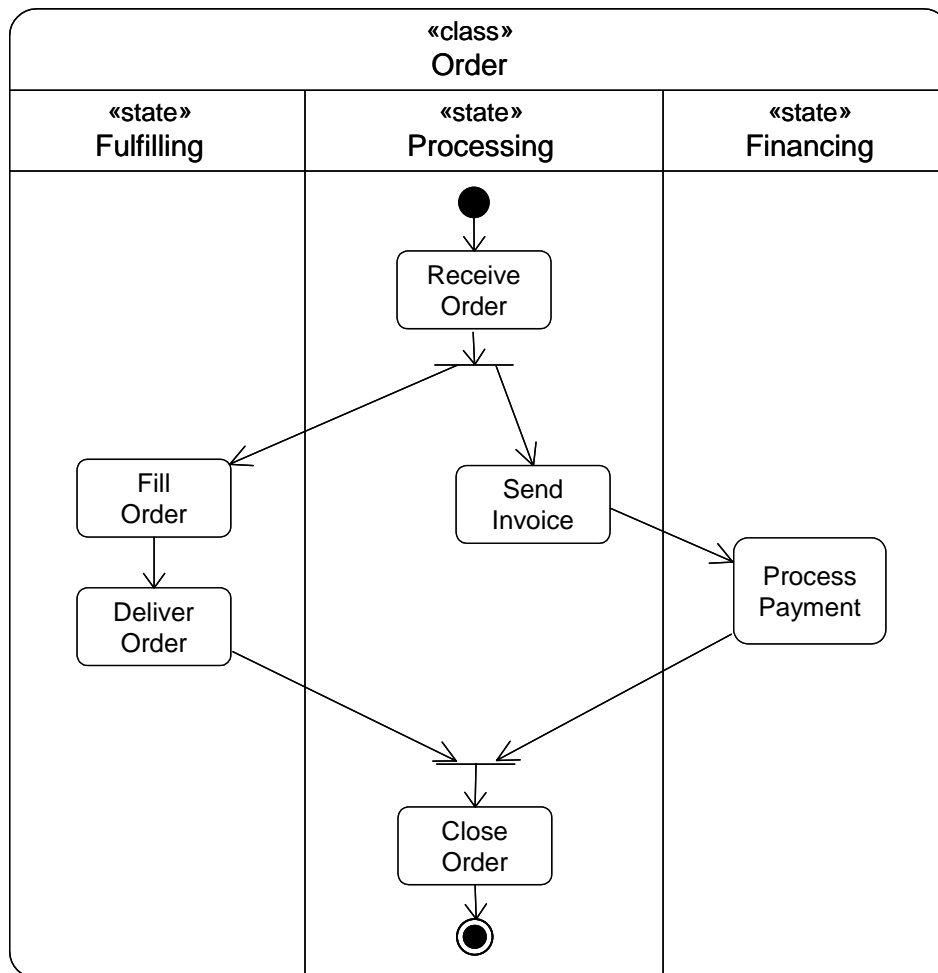 «class»
Order
«state»
Fulfilling
«state»
Processing
«state»
Financing
Receive
Order
Fill
Order
Send
Invoice
Deliver
Order
Process
Payment
Close
Order